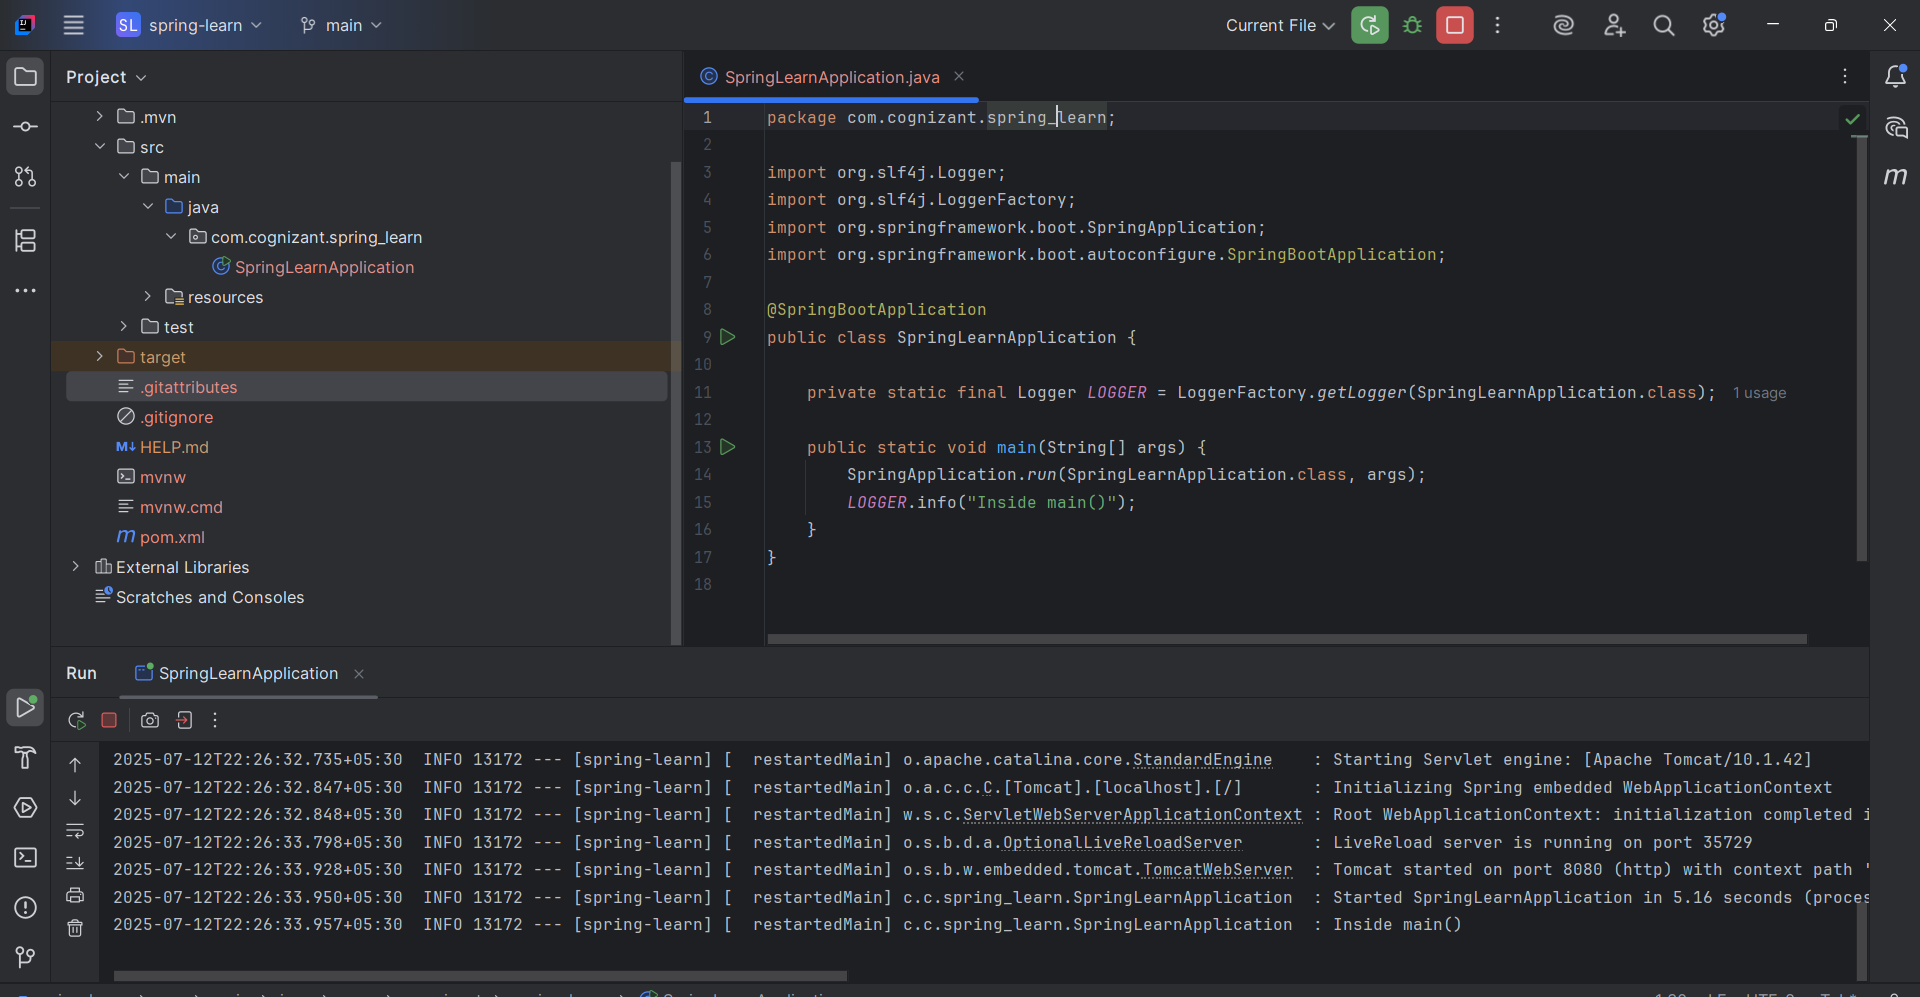 SL spring-learn main Current File
Project
SpringLearnApplication.java
.mvn
src
main
java
com.cognizant.spring_learn
SpringLearnApplication
resources
test
target
.gitattributes
.gitignore
M↓ HELP.md
mvnw
mvnw.cmd
m pom.xml
External Libraries
Scratches and Consoles
1 package com.cognizant.spring_learn;
2
3 import org.slf4j.Logger;
4 import org.slf4j.LoggerFactory;
5 import org.springframework.boot.SpringApplication;
6 import org.springframework.boot.autoconfigure.SpringBootApplication;
7
8 @SpringBootApplication
9 public class SpringLearnApplication {
10
11 private static final Logger LOGGER = LoggerFactory.getLogger(SpringLearnApplication.class); 1 usage
12
13 public static void main(String[] args) {
14 SpringApplication.run(SpringLearnApplication.class, args);
15 LOGGER.info("Inside main()");
16 }
17 }
18
m
Run SpringLearnApplication
2025-07-12T22:26:32.735+05:30 INFO 13172 --- [spring-learn] [ restartedMain] o.apache.catalina.core.StandardEngine : Starting Servlet engine: [Apache Tomcat/10.1.42]
2025-07-12T22:26:32.847+05:30 INFO 13172 --- [spring-learn] [ restartedMain] o.a.c.c.C.[Tomcat].[localhost].[/] : Initializing Spring embedded WebApplicationContext
2025-07-12T22:26:32.848+05:30 INFO 13172 --- [spring-learn] [ restartedMain] w.s.c.ServletWebServerApplicationContext : Root WebApplicationContext: initialization completed i
2025-07-12T22:26:33.798+05:30 INFO 13172 --- [spring-learn] [ restartedMain] o.s.b.d.a.OptionalLiveReloadServer : LiveReload server is running on port 35729
2025-07-12T22:26:33.928+05:30 INFO 13172 --- [spring-learn] [ restartedMain] o.s.b.w.embedded.tomcat.TomcatWebServer : Tomcat started on port 8080 (http) with context path '
2025-07-12T22:26:33.950+05:30 INFO 13172 --- [spring-learn] [ restartedMain] c.c.spring_learn.SpringLearnApplication : Started SpringLearnApplication in 5.16 seconds (proces
2025-07-12T22:26:33.957+05:30 INFO 13172 --- [spring-learn] [ restartedMain] c.c.spring_learn.SpringLearnApplication : Inside main()